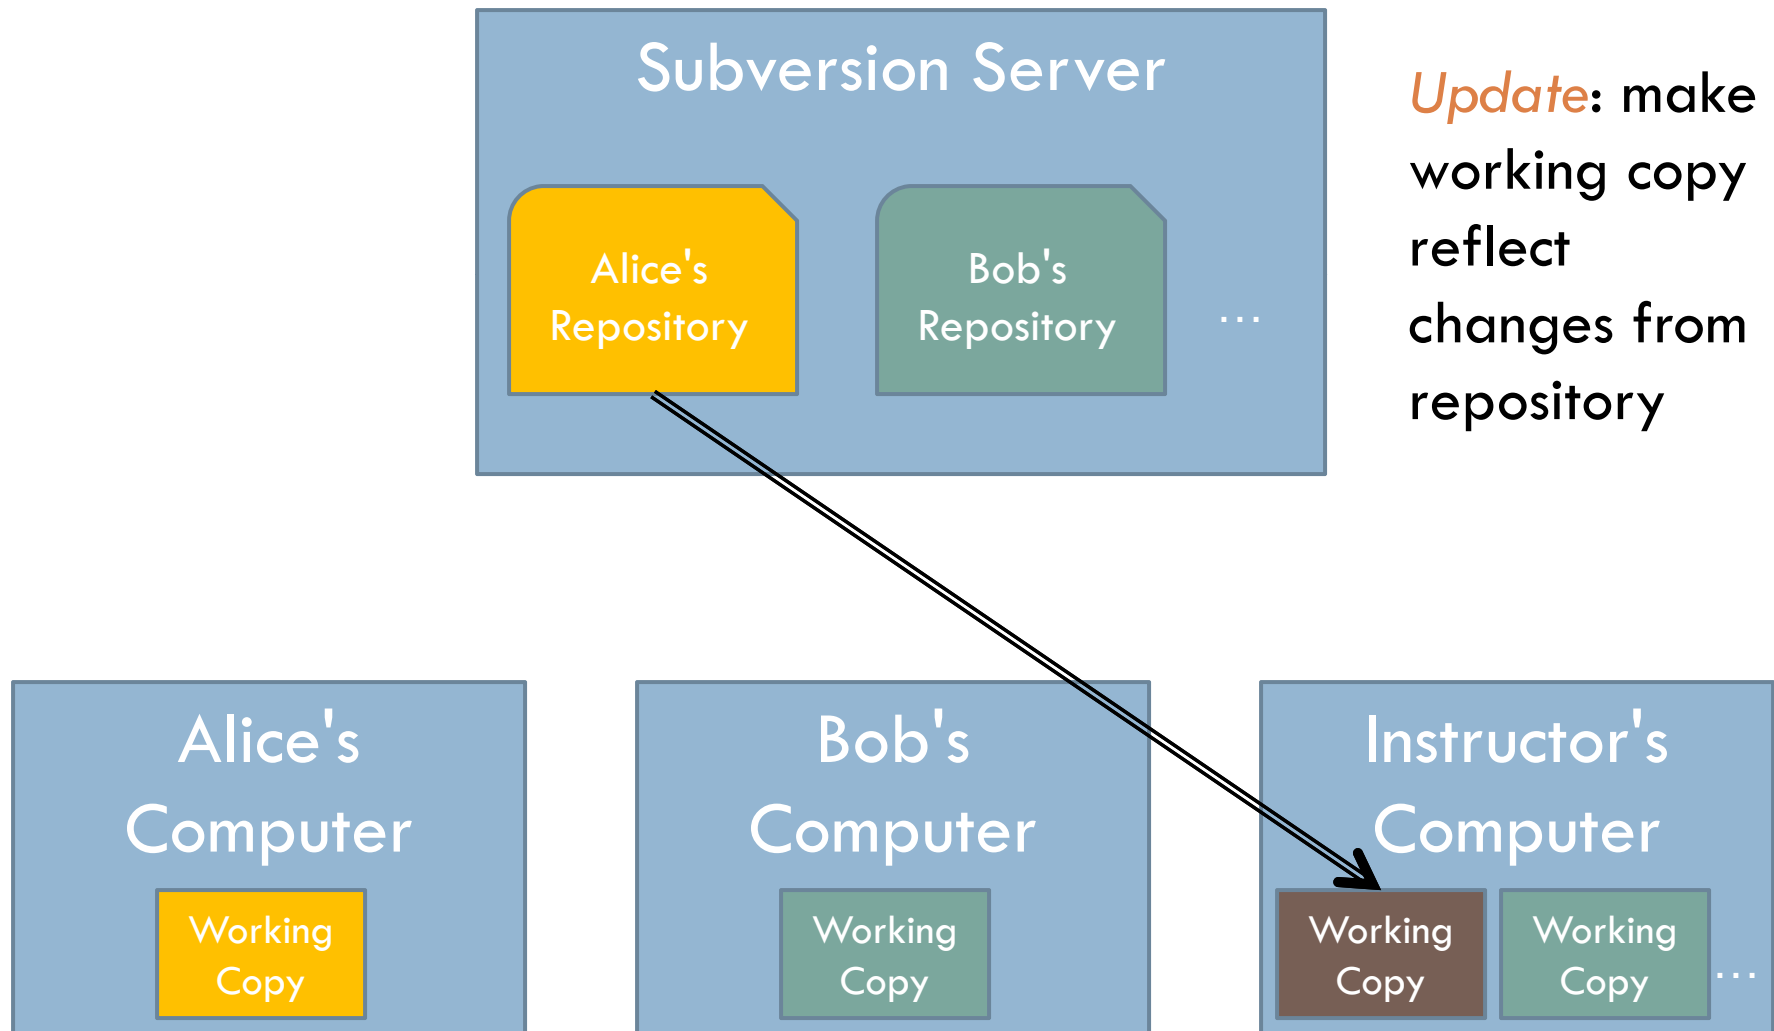 Subversion Server
Update: make
working copy
reflect
changes from
repository
Alice's
Repository
Bob's
Repository
...
Alice's
Computer
Working
Copy
Bob's
Computer
Working
Copy
Instructor's
Computer
Working
Copy
Working
Copy
...